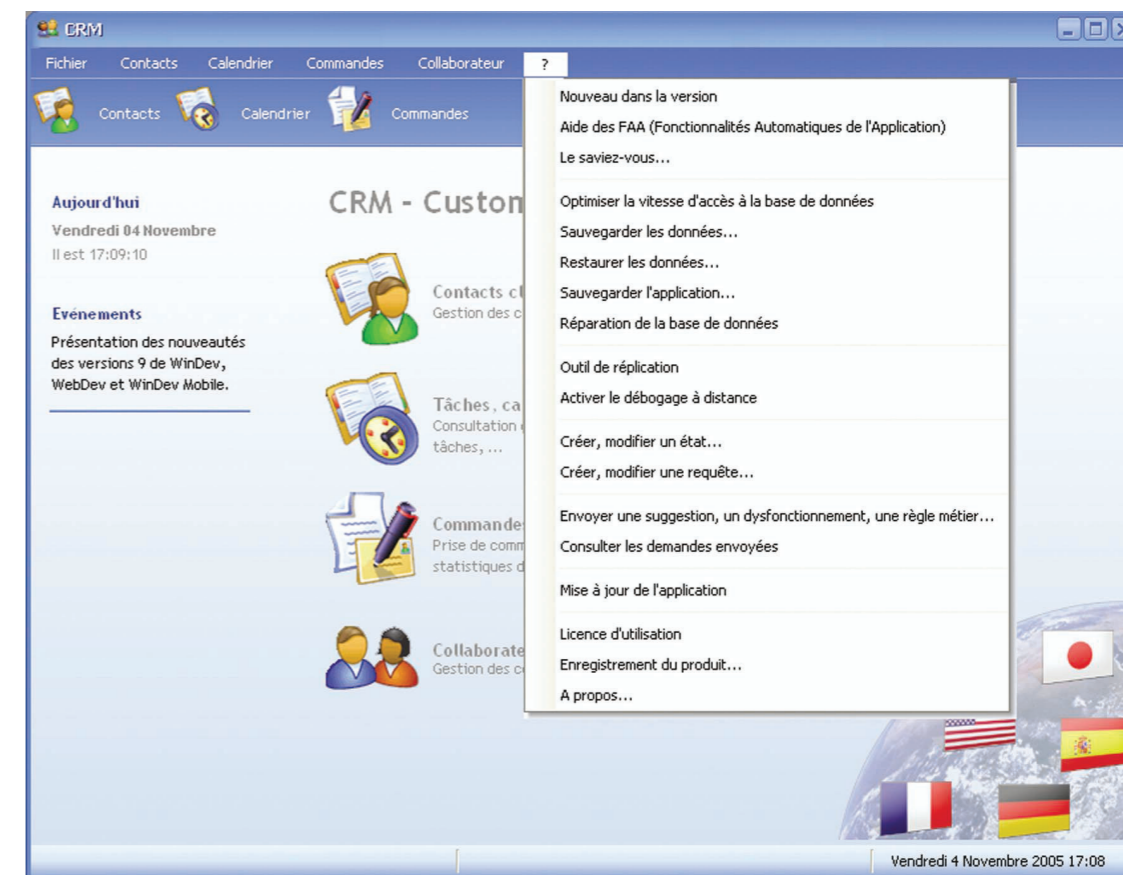 CRM
Fichier Contacts Calendrier Commandes Collaborateur ?
Contacts Calendrier Commandes
Nouveau dans la version
Aide des FAA (Fonctionnalités Automatiques de l'Application)
Le saviez-vous...
Optimiser la vitesse d'accès à la base de données
Sauvegarder les données...
Restaurer les données...
Sauvegarder l'application...
Réparation de la base de données
Outil de réplication
Activer le débogage à distance
Créer, modifier un état...
Créer, modifier une requête...
Envoyer une suggestion, un dysfonctionnement, une règle métier...
Consulter les demandes envoyées
Mise à jour de l'application
Licence d'utilisation
Enregistrement du produit...
A propos...
Aujourd'hui
Vendredi 04 Novembre
Il est 17:09:10
Evénements
Présentation des nouveautés
des versions 9 de WinDev,
WebDev et WinDev Mobile.
CRM - Custon
Contacts cl
Gestion des c
Tâches, ca
Consultation
tâches, ...
Commande
Prise de comm
statistiques d
Collaborate
Gestion des co
Vendredi 4 Novembre 2005 17:08